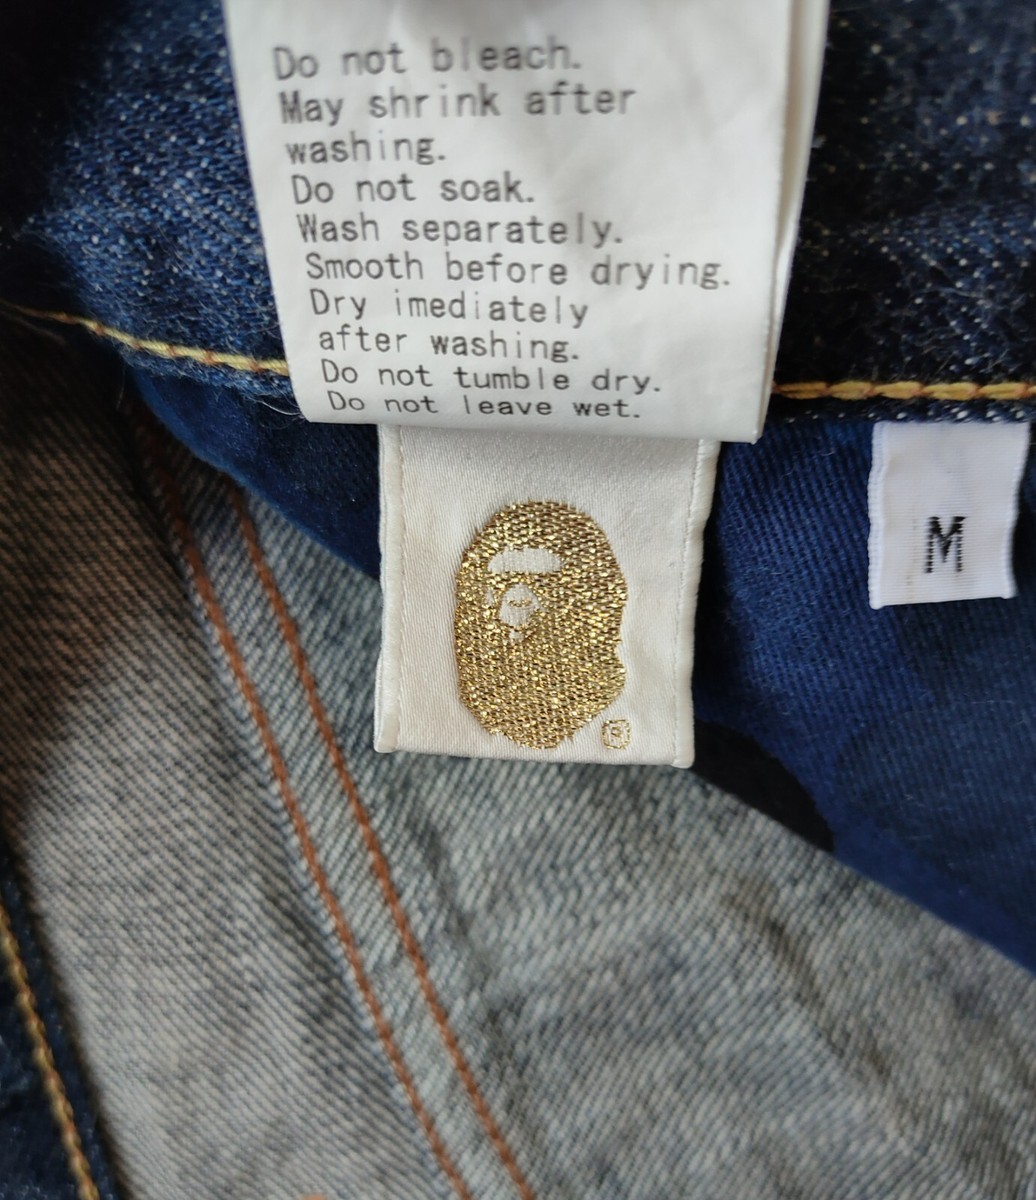 Do not bleach.
May shrink after
washing.
Do not soak.
Wash separately.
Smooth before drying.
Dry imediately
after washing.
Do not tumble dry.
Do not leave wet.
M
®